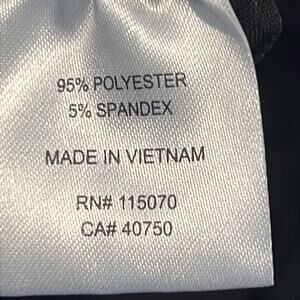 95% POLYESTER
5% SPANDEX
MADE IN VIETNAM
RN# 115070
CA# 40750